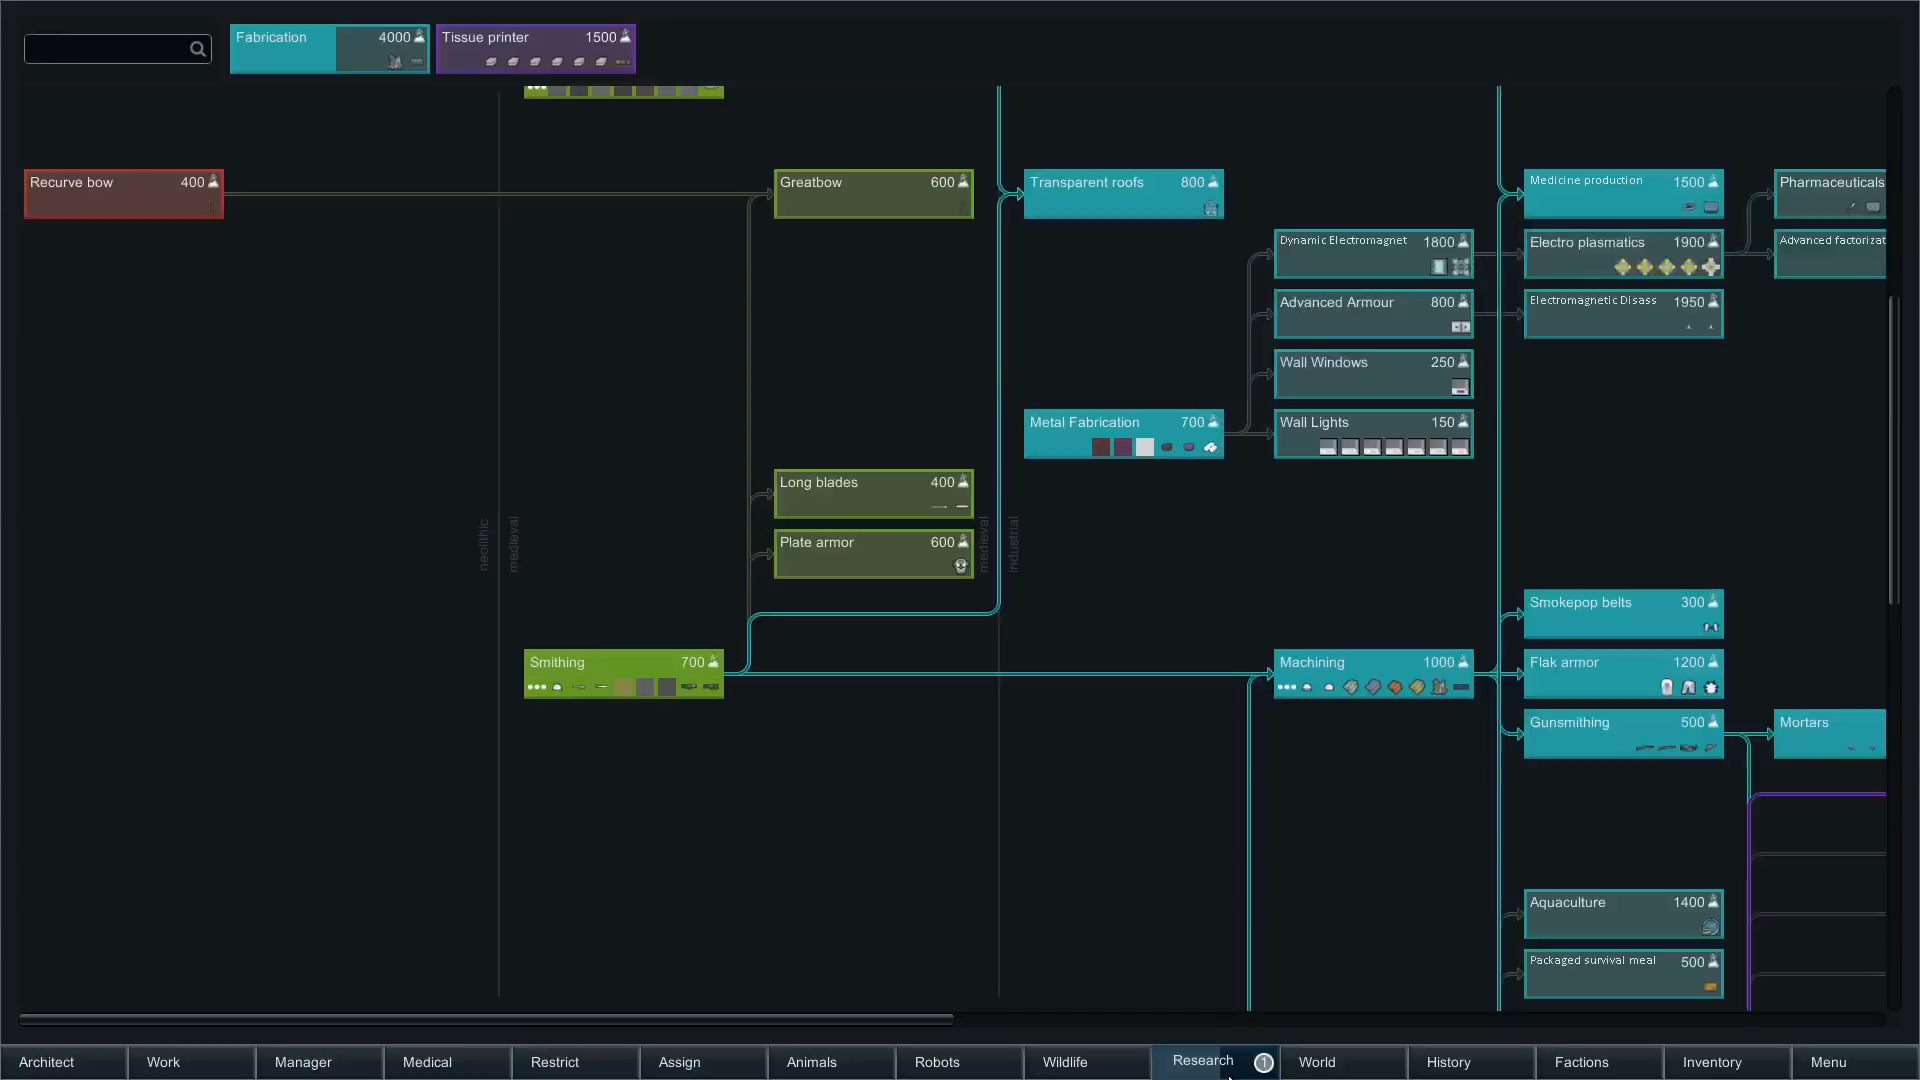 Fabrication 4000
Tissue printer 1500
Recurve bow 400
Greatbow 600
Transparent roofs 800
Medicine production 1500
Pharmaceuticals
Dynamic Electromagnet 1800
Electro plasmatics 1900
Advanced factorizat
Advanced Armour 800
Electromagnetic Disass 1950
Wall Windows 250
Metal Fabrication 700
Wall Lights 150
Long blades 400
neolithic
medieval
medieval
industrial
Plate armor 600
Smokepop belts 300
Smithing 700
Machining 1000
Flak armor 1200
Gunsmithing 500
Mortars
Aquaculture 1400
Packaged survival meal 500
Architect
Work
Manager
Medical
Restrict
Assign
Animals
Robots
Wildlife
Research 1
World
History
Factions
Inventory
Menu